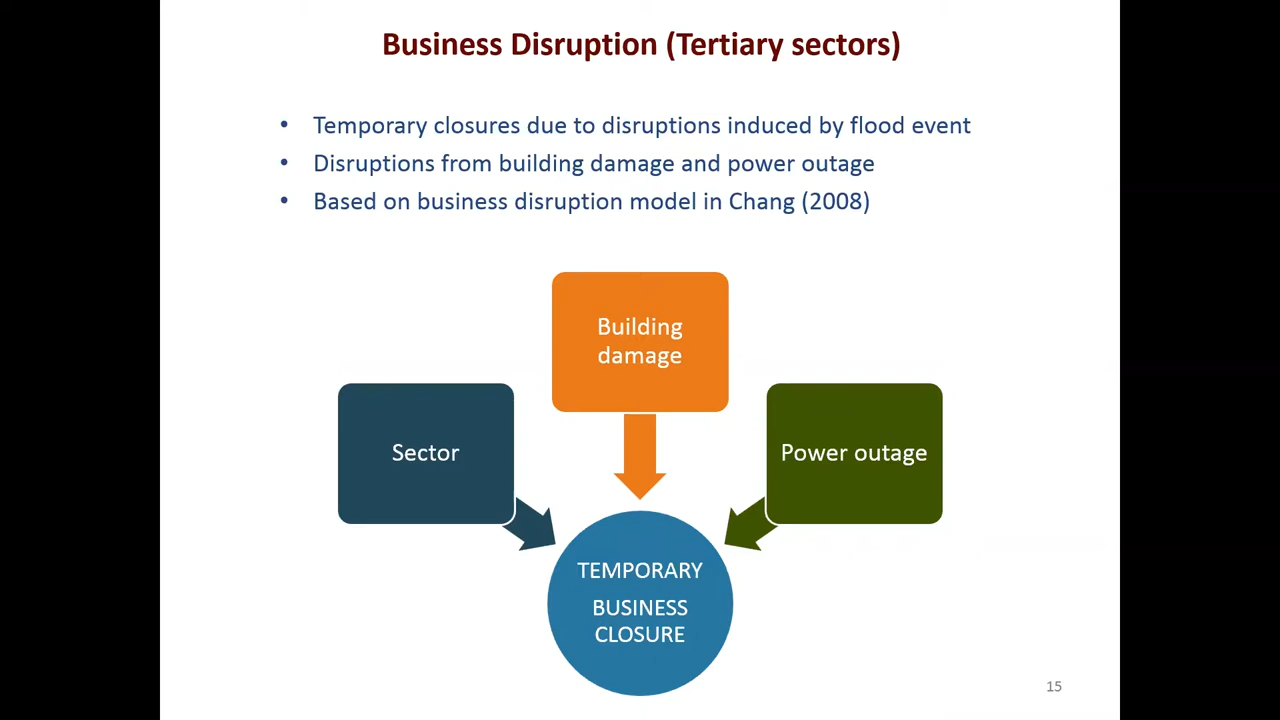 Business Disruption (Tertiary sectors)
• Temporary closures due to disruptions induced by flood event
• Disruptions from building damage and power outage
• Based on business disruption model in Chang (2008)
Building
damage
Sector
Power outage
TEMPORARY
BUSINESS
CLOSURE
15